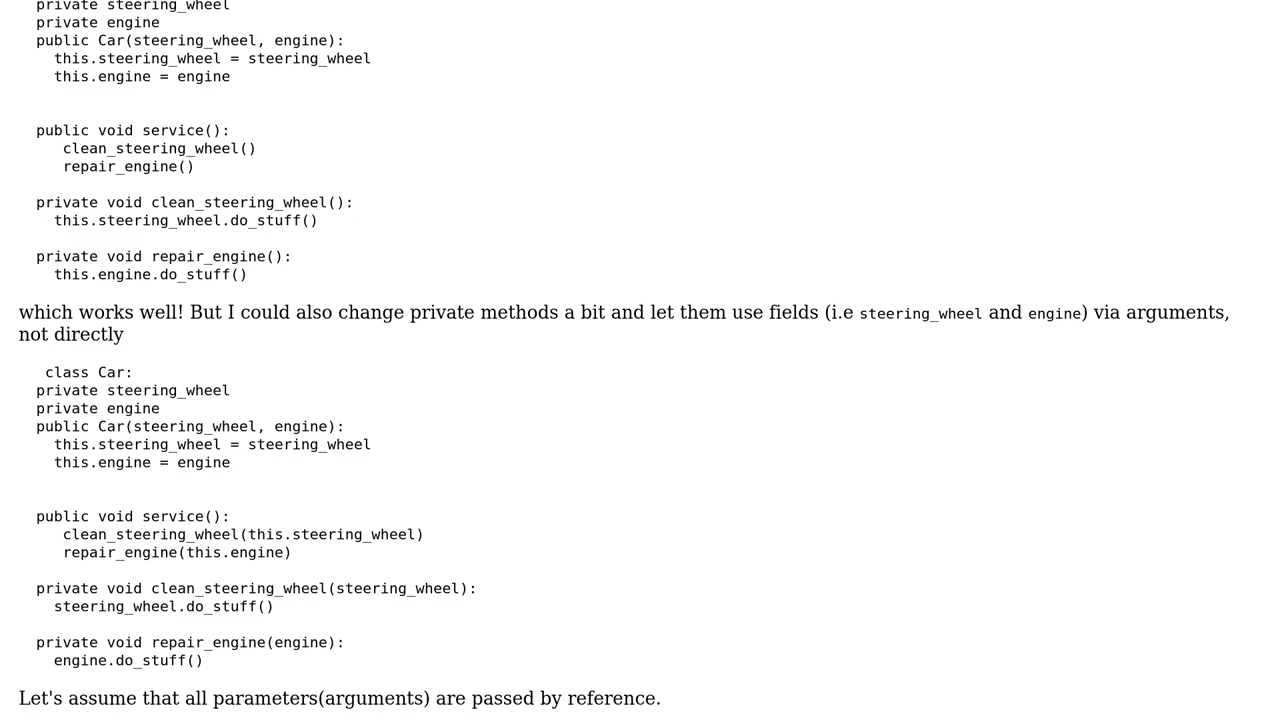 private steering_wheel
private engine
public Car(steering_wheel, engine):
this.steering_wheel = steering_wheel
this.engine = engine
public void service():
clean_steering_wheel()
repair_engine()
private void clean_steering_wheel():
this.steering_wheel.do_stuff()
private void repair_engine():
this.engine.do_stuff()
which works well! But I could also change private methods a bit and let them use fields (i.e steering_wheel and engine) via arguments,
not directly
class Car:
private steering_wheel
private engine
public Car(steering_wheel, engine):
this.steering_wheel = steering_wheel
this.engine = engine
public void service():
clean_steering_wheel(this.steering_wheel)
repair_engine(this.engine)
private void clean_steering_wheel(steering_wheel):
steering_wheel.do_stuff()
private void repair_engine(engine):
engine.do_stuff()
Let's assume that all parameters(arguments) are passed by reference.